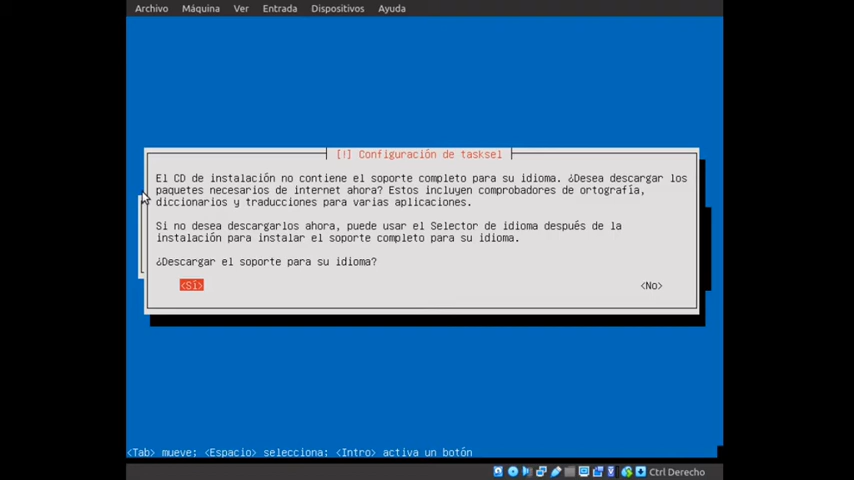 Archivo Máquina Ver Entrada Dispositivos Ayuda
[!] Configuración de tasksel
El CD de instalación no contiene el soporte completo para su idioma. ¿Desea descargar los
paquetes necesarios de internet ahora? Estos incluyen comprobadores de ortografía,
diccionarios y traducciones para varias aplicaciones.
Si no desea descargarlos ahora, puede usar el Selector de idioma después de la
instalación para instalar el soporte completo para su idioma.
¿Descargar el soporte para su idioma?
<Sí> <No>
<Tab> mueve; <Espacio> selecciona; <Intro> activa un botón
Ctrl Derecho